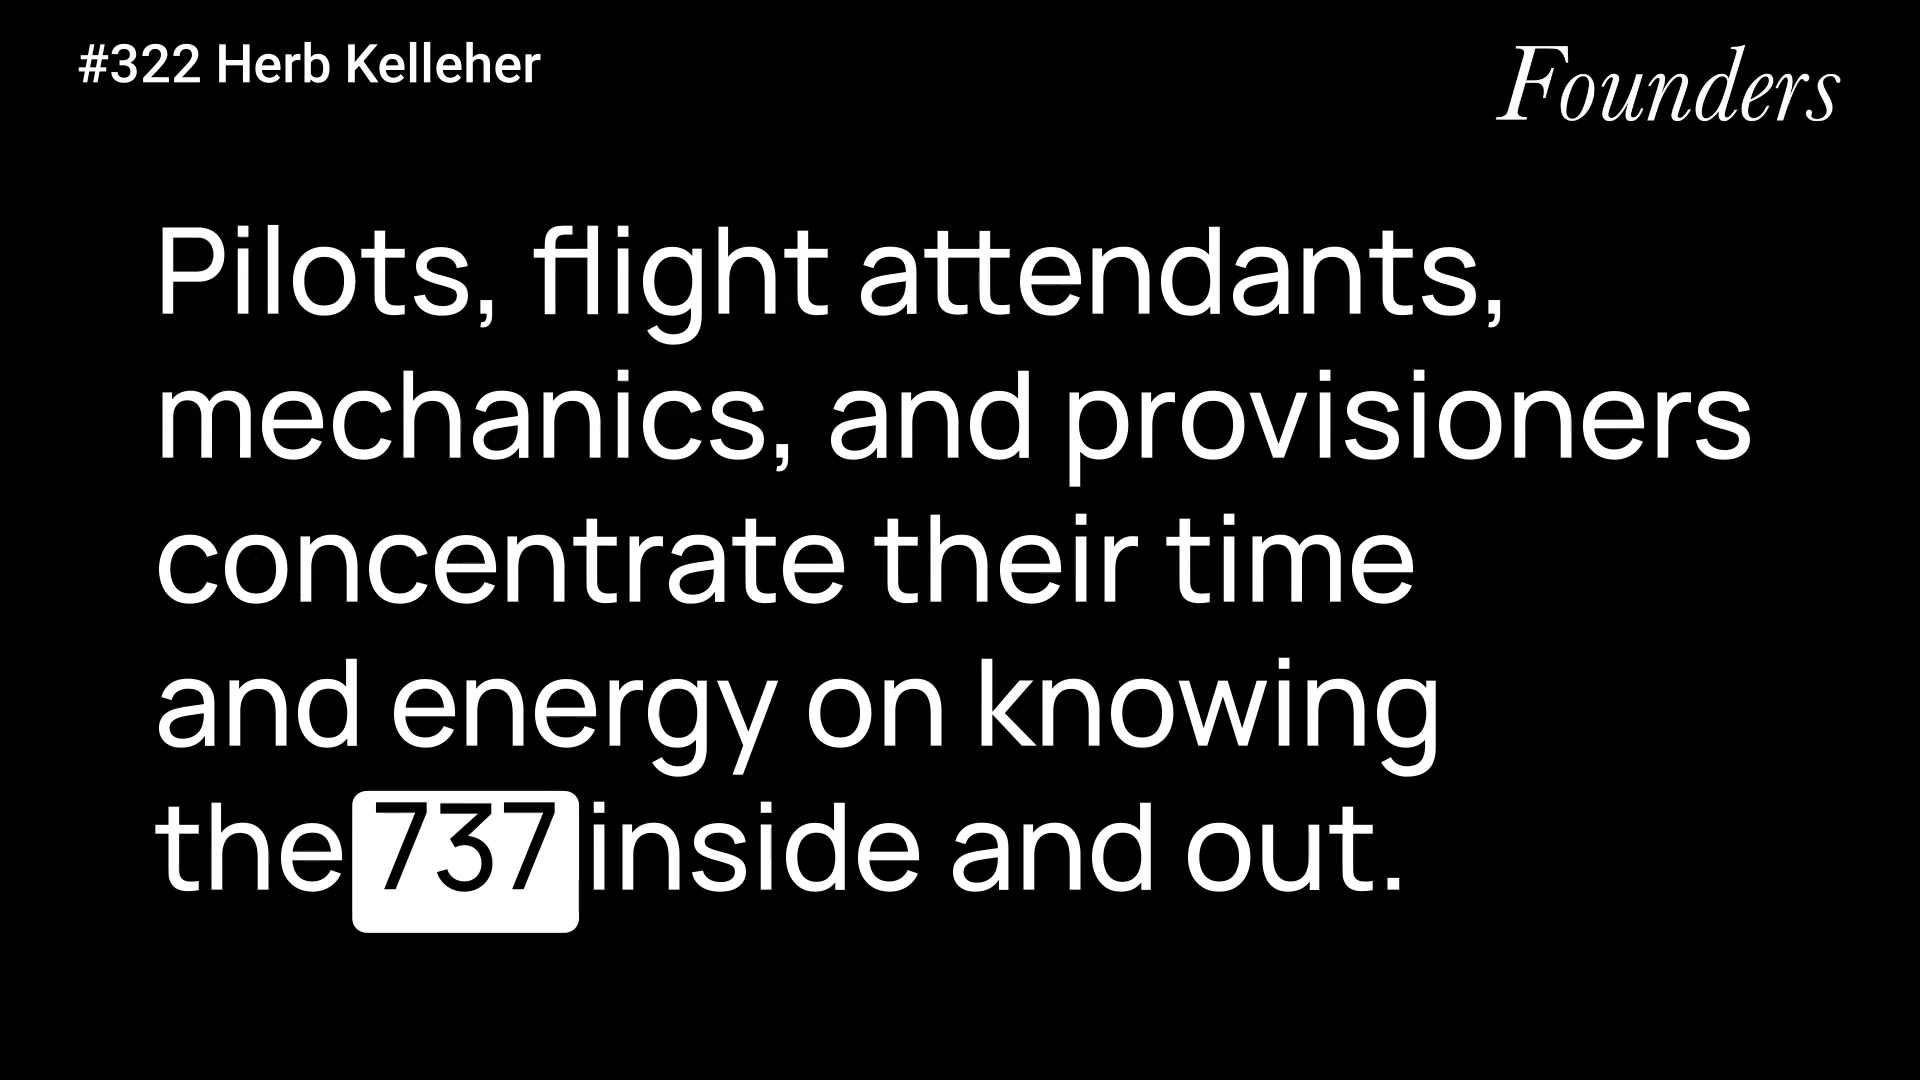 #322 Herb Kelleher
Founders
Pilots, flight attendants,
mechanics, and provisioners
concentrate their time
and energy on knowing
the 737 inside and out.